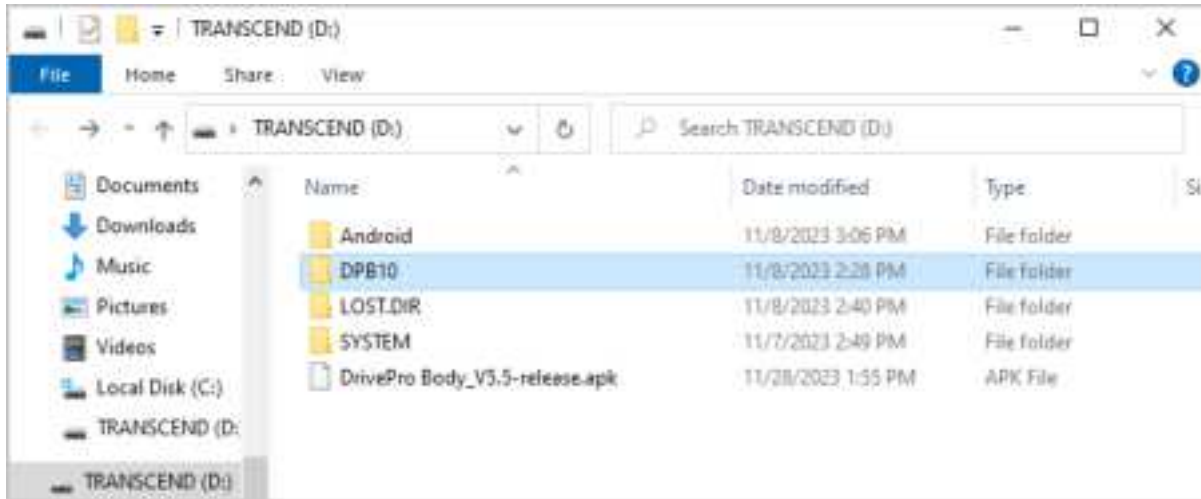 TRANSCEND (D:)
File Home Share View
TRANSCEND (D:) Search TRANSCEND (D:)
Name Date modified Type Si
Documents
Downloads
Music
Pictures
Videos
Local Disk (C:)
TRANSCEND (D:
TRANSCEND (D:)
Android 11/8/2023 3:06 PM File folder
DPB10 11/8/2023 2:28 PM File folder
LOST.DIR 11/8/2023 2:40 PM File folder
SYSTEM 11/7/2023 2:49 PM File folder
DrivePro Body_V5.5-release.apk 11/28/2023 1:55 PM APK File